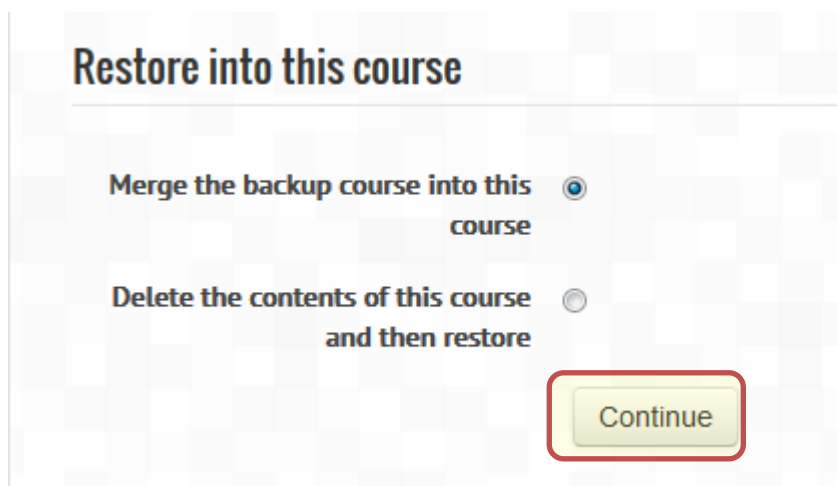 Restore into this course
Merge the backup course into this
course
Delete the contents of this course
and then restore
Continue